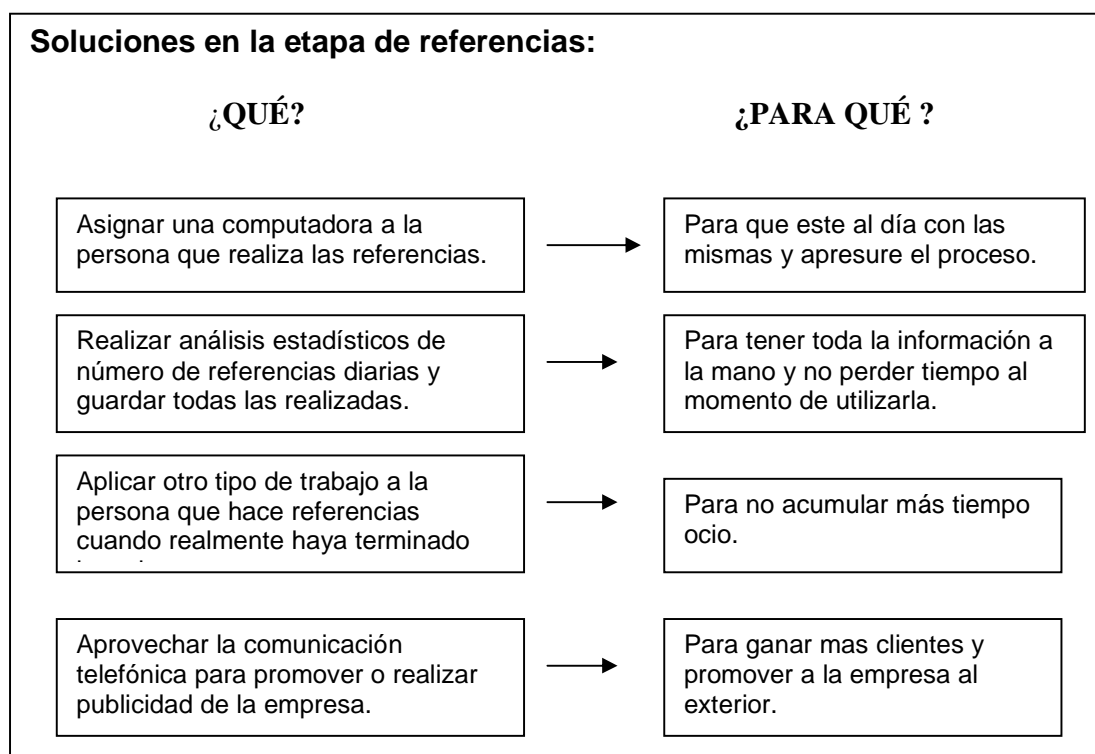 Soluciones en la etapa de referencias:
¿QUÉ?
¿PARA QUÉ ?
Asignar una computadora a la
persona que realiza las referencias.
Para que este al día con las
mismas y apresure el proceso.
Realizar análisis estadísticos de
número de referencias diarias y
guardar todas las realizadas.
Para tener toda la información a
la mano y no perder tiempo al
momento de utilizarla.
Aplicar otro tipo de trabajo a la
persona que hace referencias
cuando realmente haya terminado
Para no acumular más tiempo
ocio.
Aprovechar la comunicación
telefónica para promover o realizar
publicidad de la empresa.
Para ganar mas clientes y
promover a la empresa al
exterior.